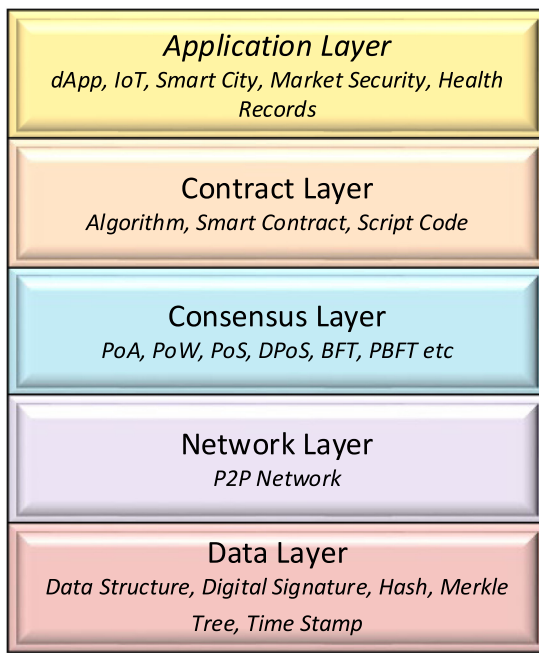 Application Layer
dApp, IoT, Smart City, Market Security, Health
Records
Contract Layer
Algorithm, Smart Contract, Script Code
Consensus Layer
PoA, PoW, PoS, DPoS, BFT, PBFT etc
Network Layer
P2P Network
Data Layer
Data Structure, Digital Signature, Hash, Merkle
Tree, Time Stamp